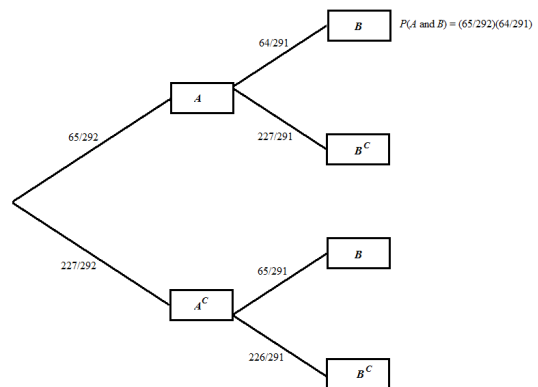 B
P(A and B) = (65/292)(64/291)
64/291
A
65/292
227/291
B^C
B
227/292
65/291
A^C
226/291
B^C